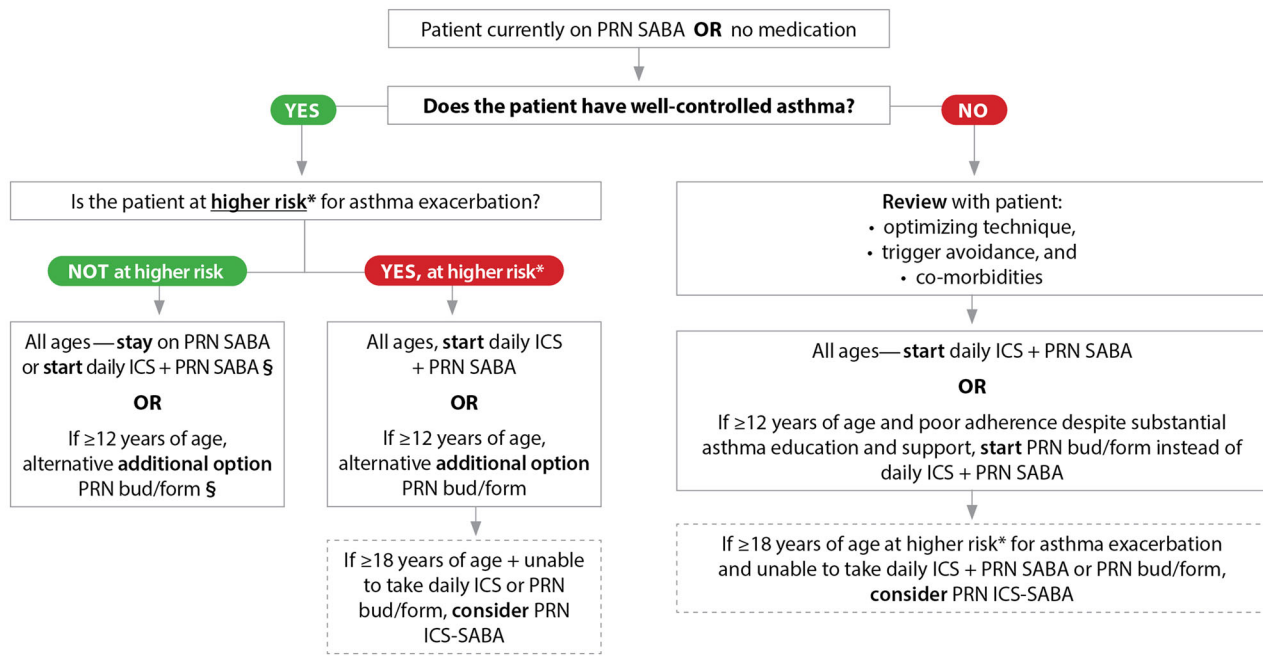 Patient currently on PRN SABA OR no medication
Does the patient have well-controlled asthma?
YES
NO
Is the patient at higher risk* for asthma exacerbation?
NOT at higher risk
YES, at higher risk*
All ages—stay on PRN SABA
or start daily ICS + PRN SABA §
OR
If ≥12 years of age,
alternative additional option
PRN bud/form §
All ages, start daily ICS
+ PRN SABA
OR
If ≥12 years of age,
alternative additional option
PRN bud/form
If ≥18 years of age + unable
to take daily ICS or PRN
bud/form, consider PRN
ICS-SABA
Review with patient:
• optimizing technique,
• trigger avoidance, and
• co-morbidities
All ages—start daily ICS + PRN SABA
OR
If ≥12 years of age and poor adherence despite substantial
asthma education and support, start PRN bud/form instead of
daily ICS + PRN SABA
If ≥18 years of age at higher risk* for asthma exacerbation
and unable to take daily ICS + PRN SABA or PRN bud/form,
consider PRN ICS-SABA